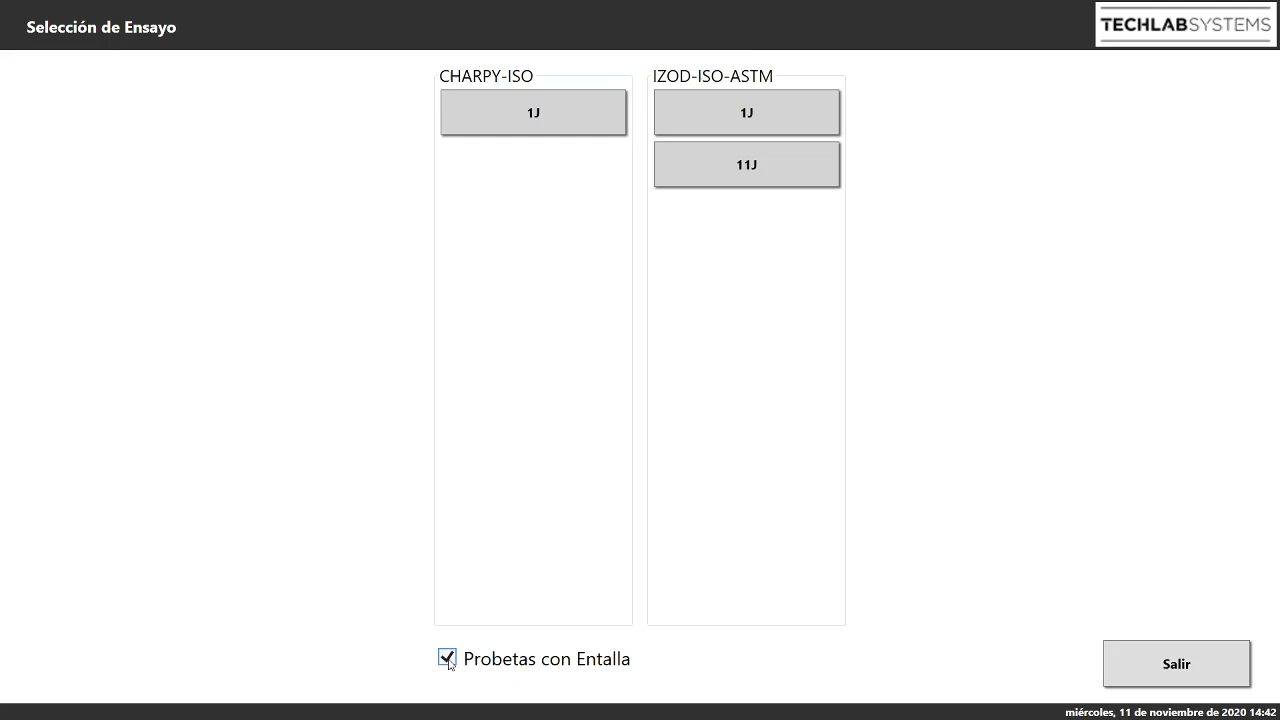 Selección de Ensayo
TECHLABSYSTEMS
CHARPY-ISO
1J
IZOD-ISO-ASTM
1J
11J
Probetas con Entalla
Salir
miércoles, 11 de noviembre de 2020 14:42